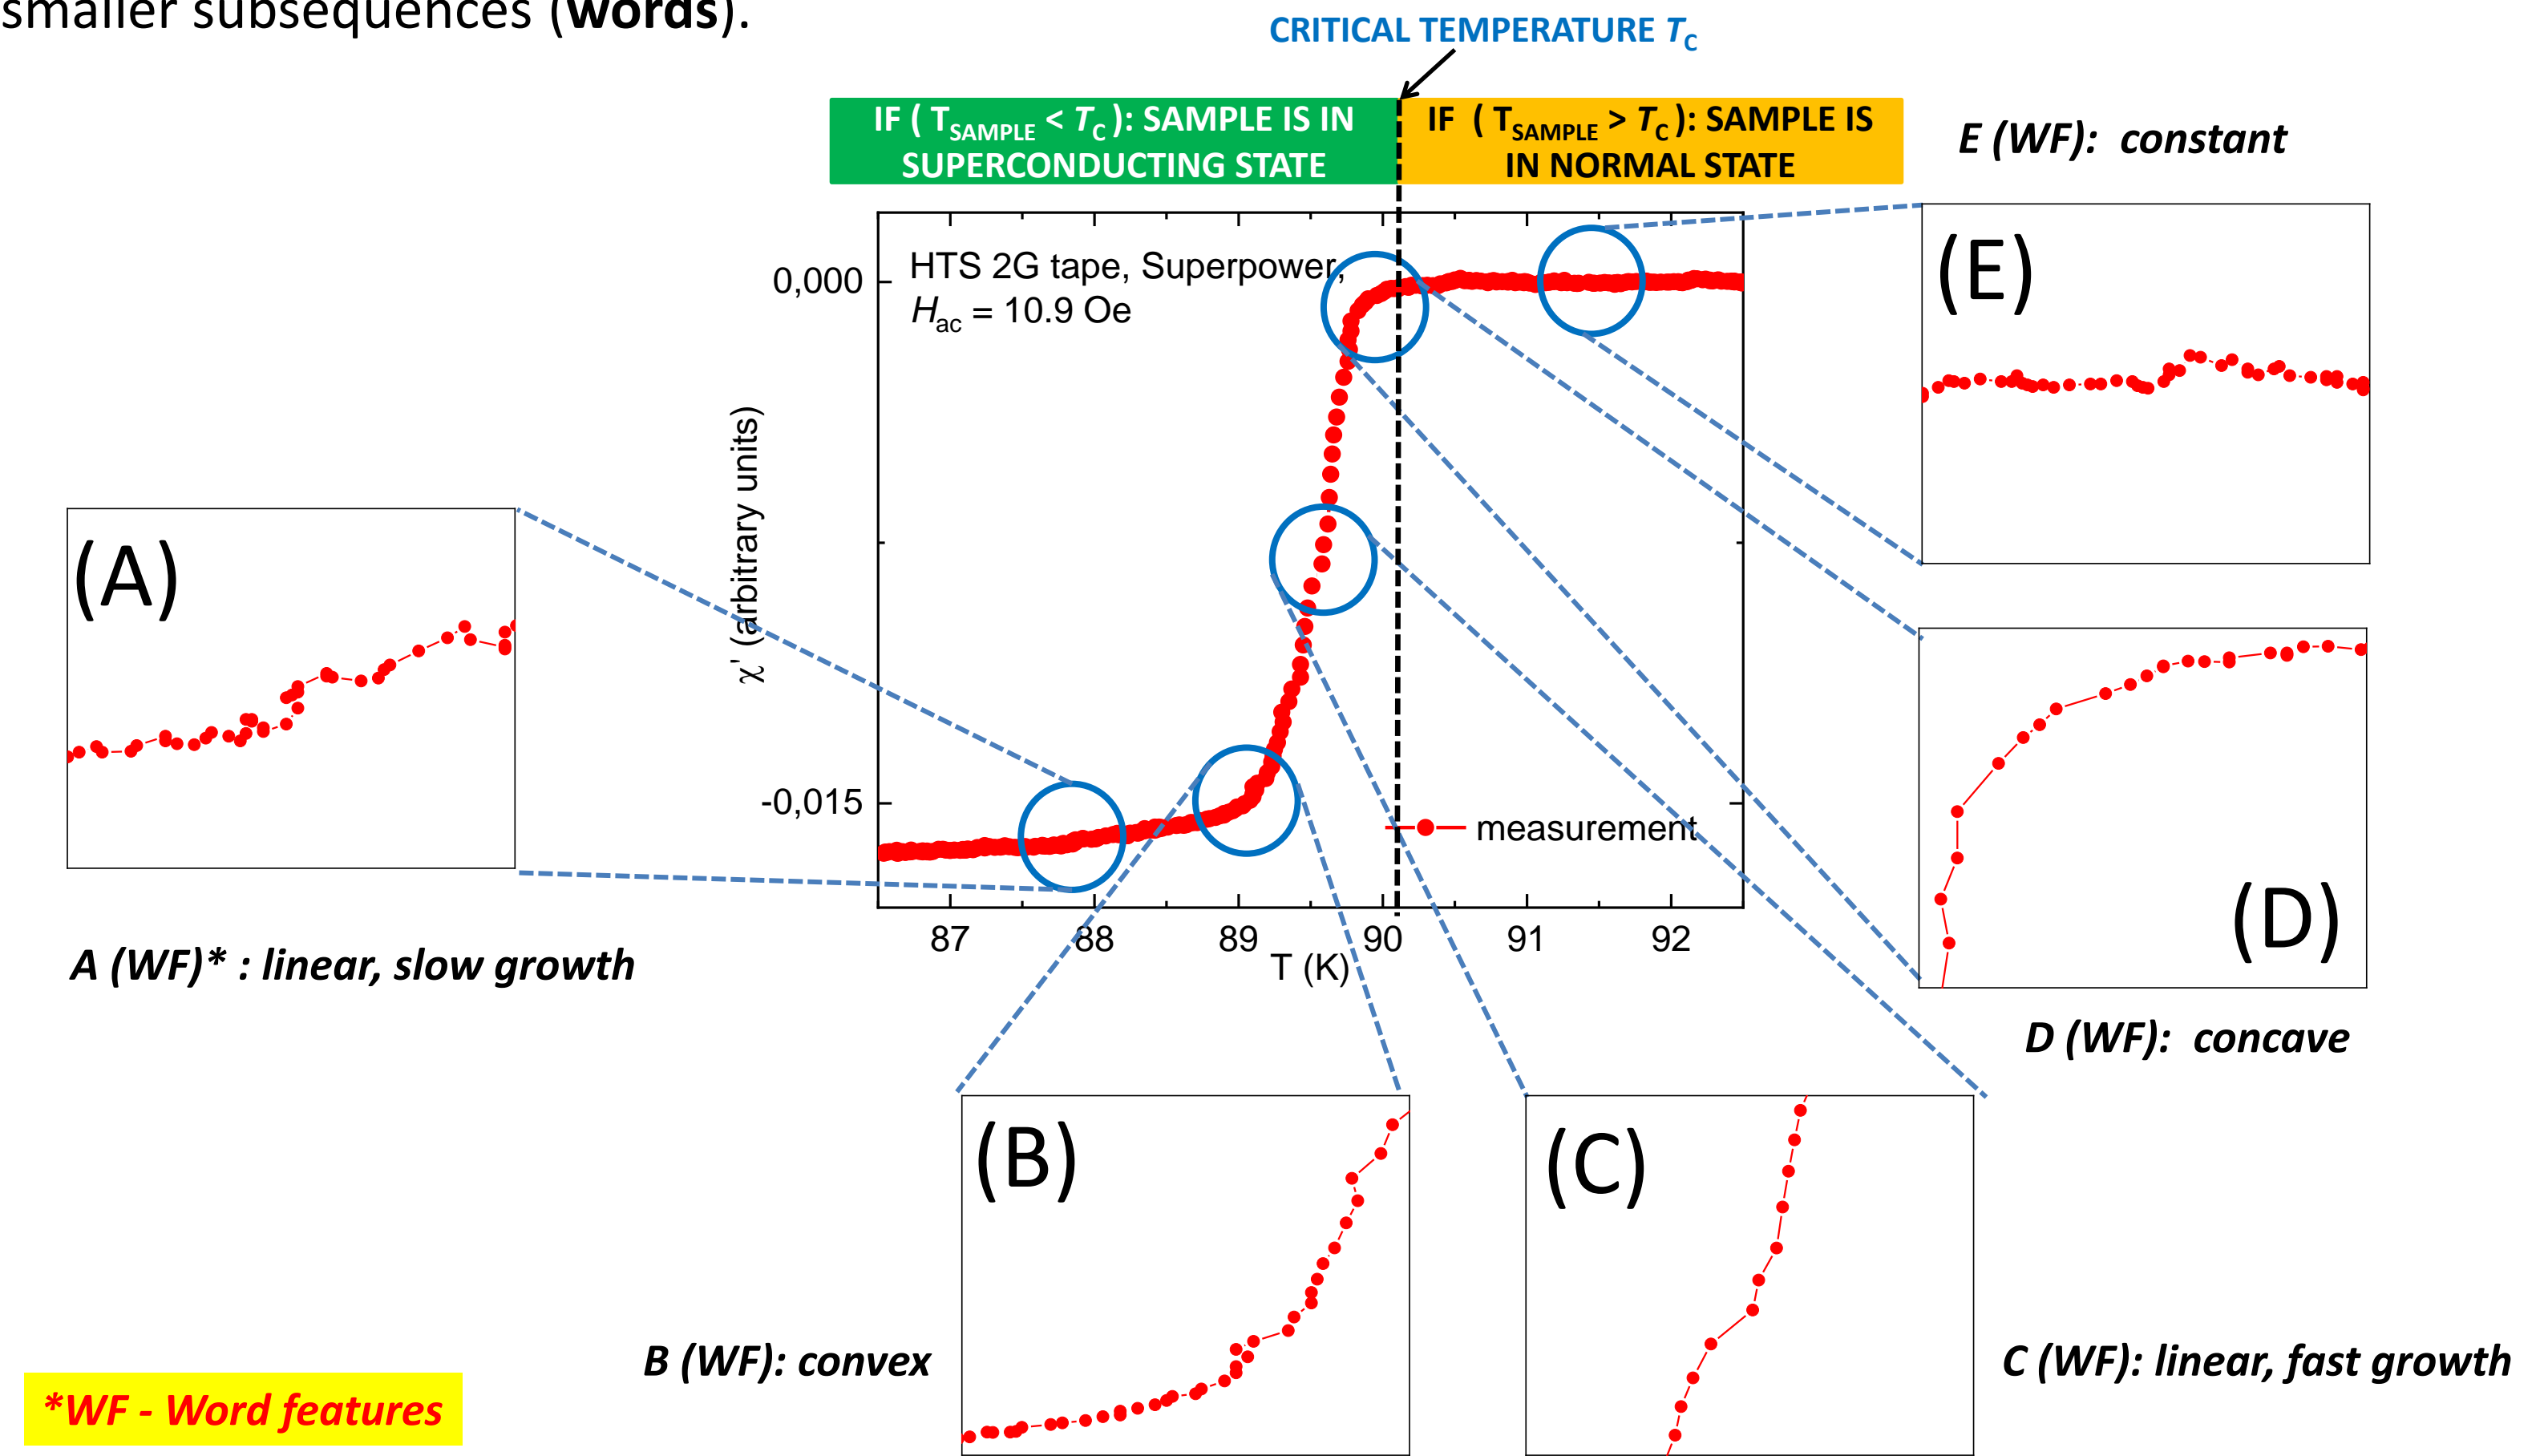 smaller subsequences (words).
CRITICAL TEMPERATURE TC
IF ( TSAMPLE < TC ): SAMPLE IS IN
SUPERCONDUCTING STATE
IF ( TSAMPLE > TC ): SAMPLE IS
IN NORMAL STATE
E (WF): constant
(E)
HTS 2G tape, Superpower,
Hac = 10.9 Oe
0,000
-0,015
χ' (arbitrary units)
measurement
87 88 89 90 91 92
T (K)
(A)
A (WF)* : linear, slow growth
(D)
D (WF): concave
(B)
B (WF): convex
(C)
C (WF): linear, fast growth
*WF - Word features